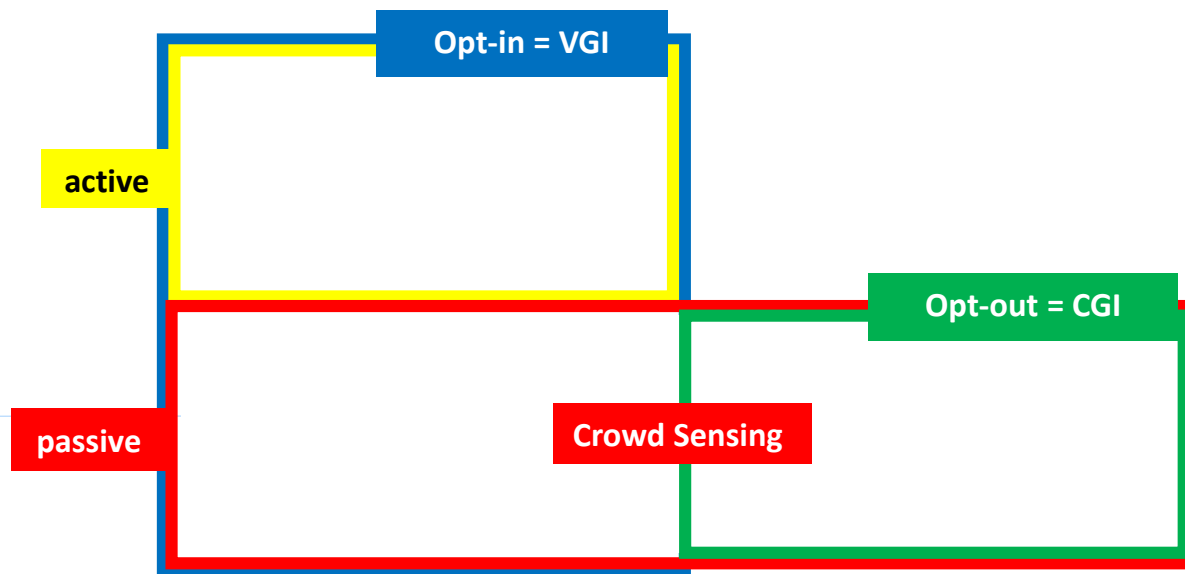 Opt-in = VGI
active
Opt-out = CGI
passive
Crowd Sensing